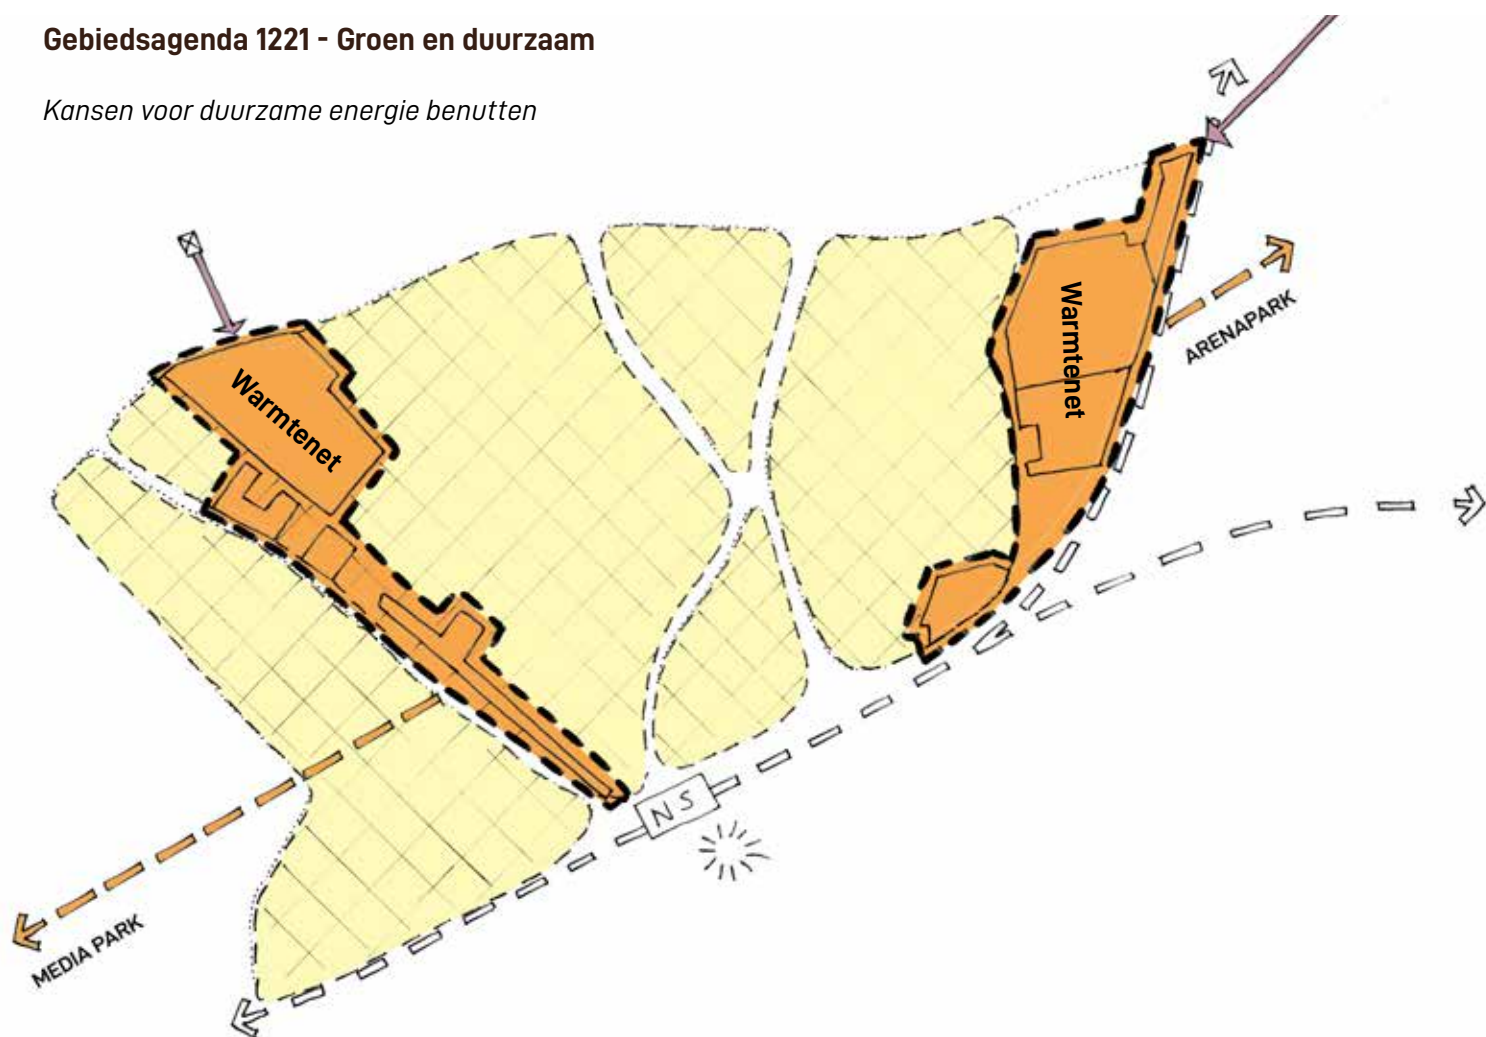 Gebiedsagenda 1221 - Groen en duurzaam
Kansen voor duurzame energie benutten
Warmtenet
Warmtenet
ARENAPARK
NS
MEDIA PARK